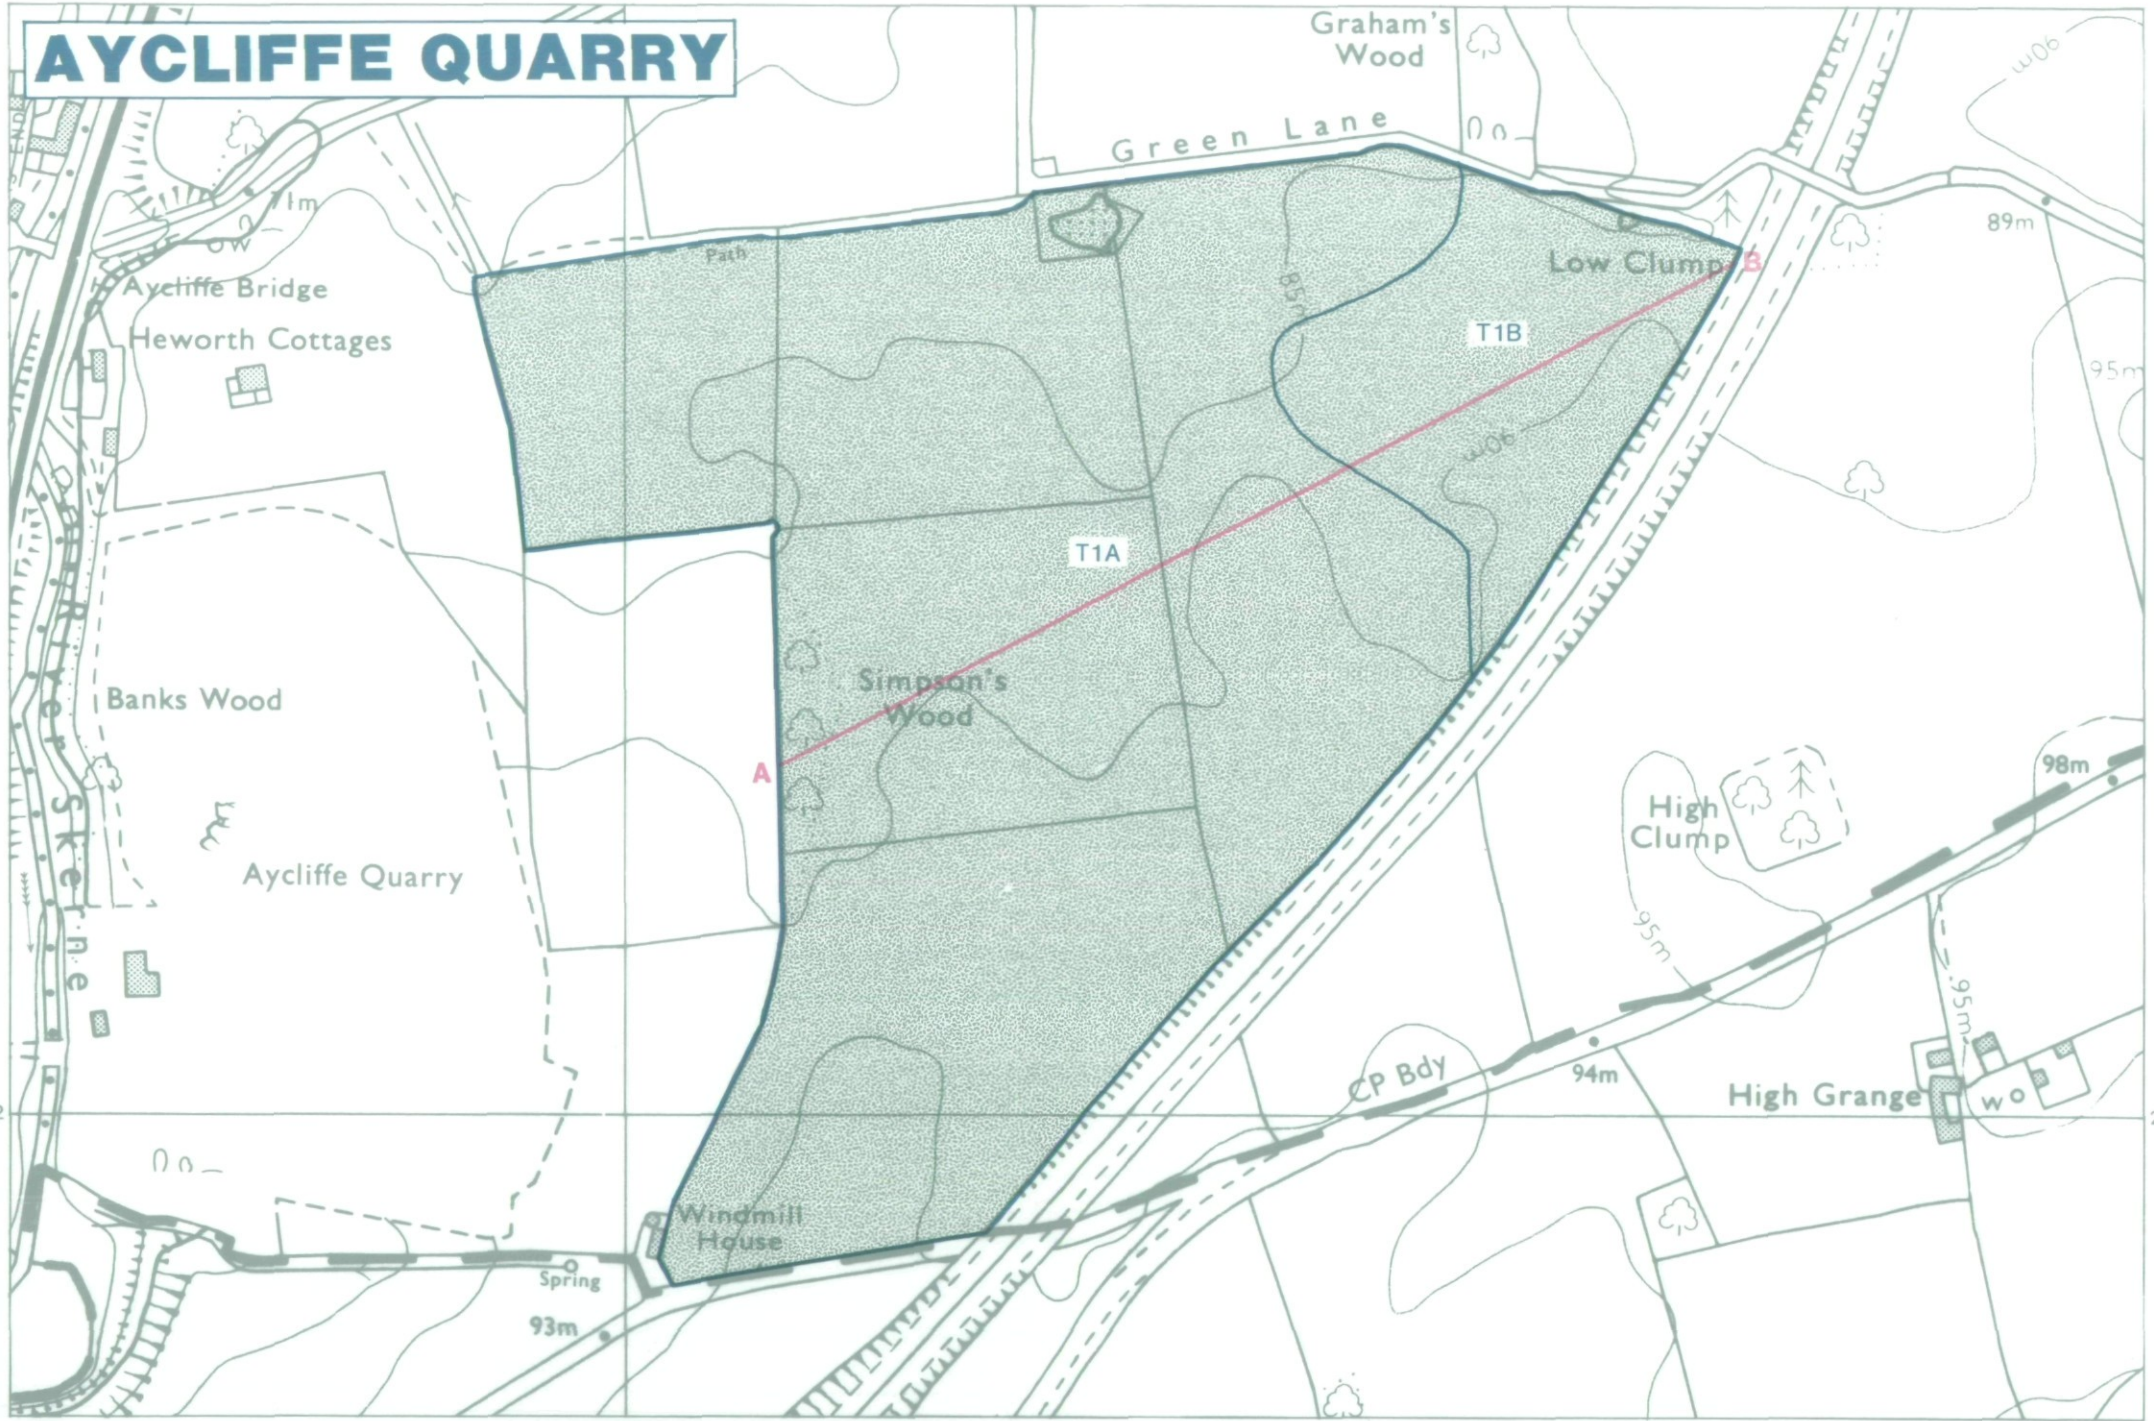 AYCLIFFE QUARRY
Graham's
Wood
90m
Green Lane
71m
Path
89m
Low Clump
B
Aycliffe Bridge
85m
Heworth Cottages
T1B
95m
90m
T1A
Simpson's
Wood
Banks Wood
A
River Skerne
98m
High
Clump
Aycliffe Quarry
95m
95m
CP Bdy
94m
High Grange
W
Windmill
House
Spring
93m